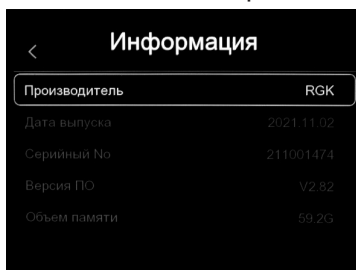 Информация
Производитель RGK
Дата выпуска 2021.11.02
Серийный No 211001474
Версия ПО V2.82
Объем памяти 59.2G